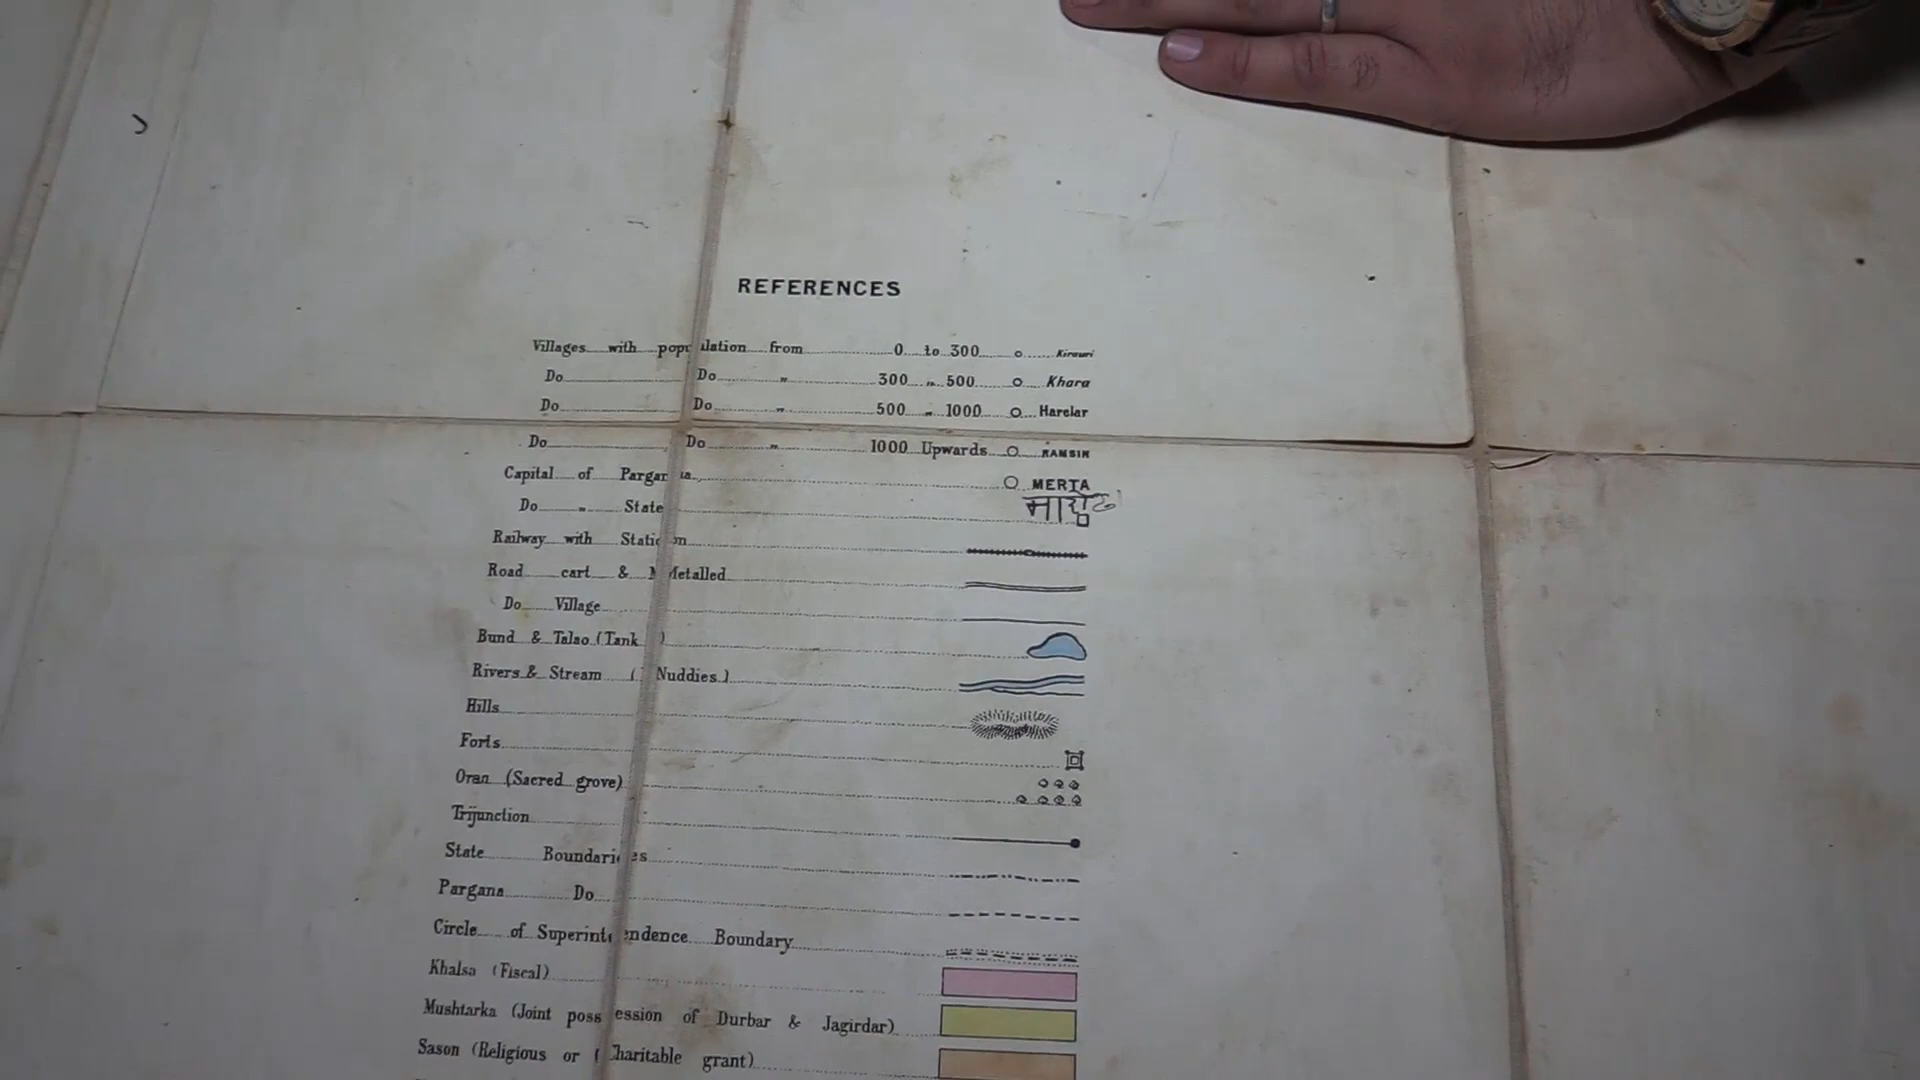 REFERENCES
Villages with population from 0 to 300 Kirauri
Do Do " 300 " 500 Khara
Do Do " 500 " 1000 Harelar
Do Do " 1000 Upwards RAMSIN
Capital of Pargana MERTA
Do " State
Railway with Station
Road cart & Metalled
Do Village
Bund & Talao (Tank)
Rivers & Stream (Nuddies)
Hills
Forts
Oran (Sacred grove)
Trijunction
State Boundaries
Pargana Do
Circle of Superintendence Boundary
Khalsa (Fiscal)
Mushtarka (Joint possession of Durbar & Jagirdar)
Sason (Religious or Charitable grant)